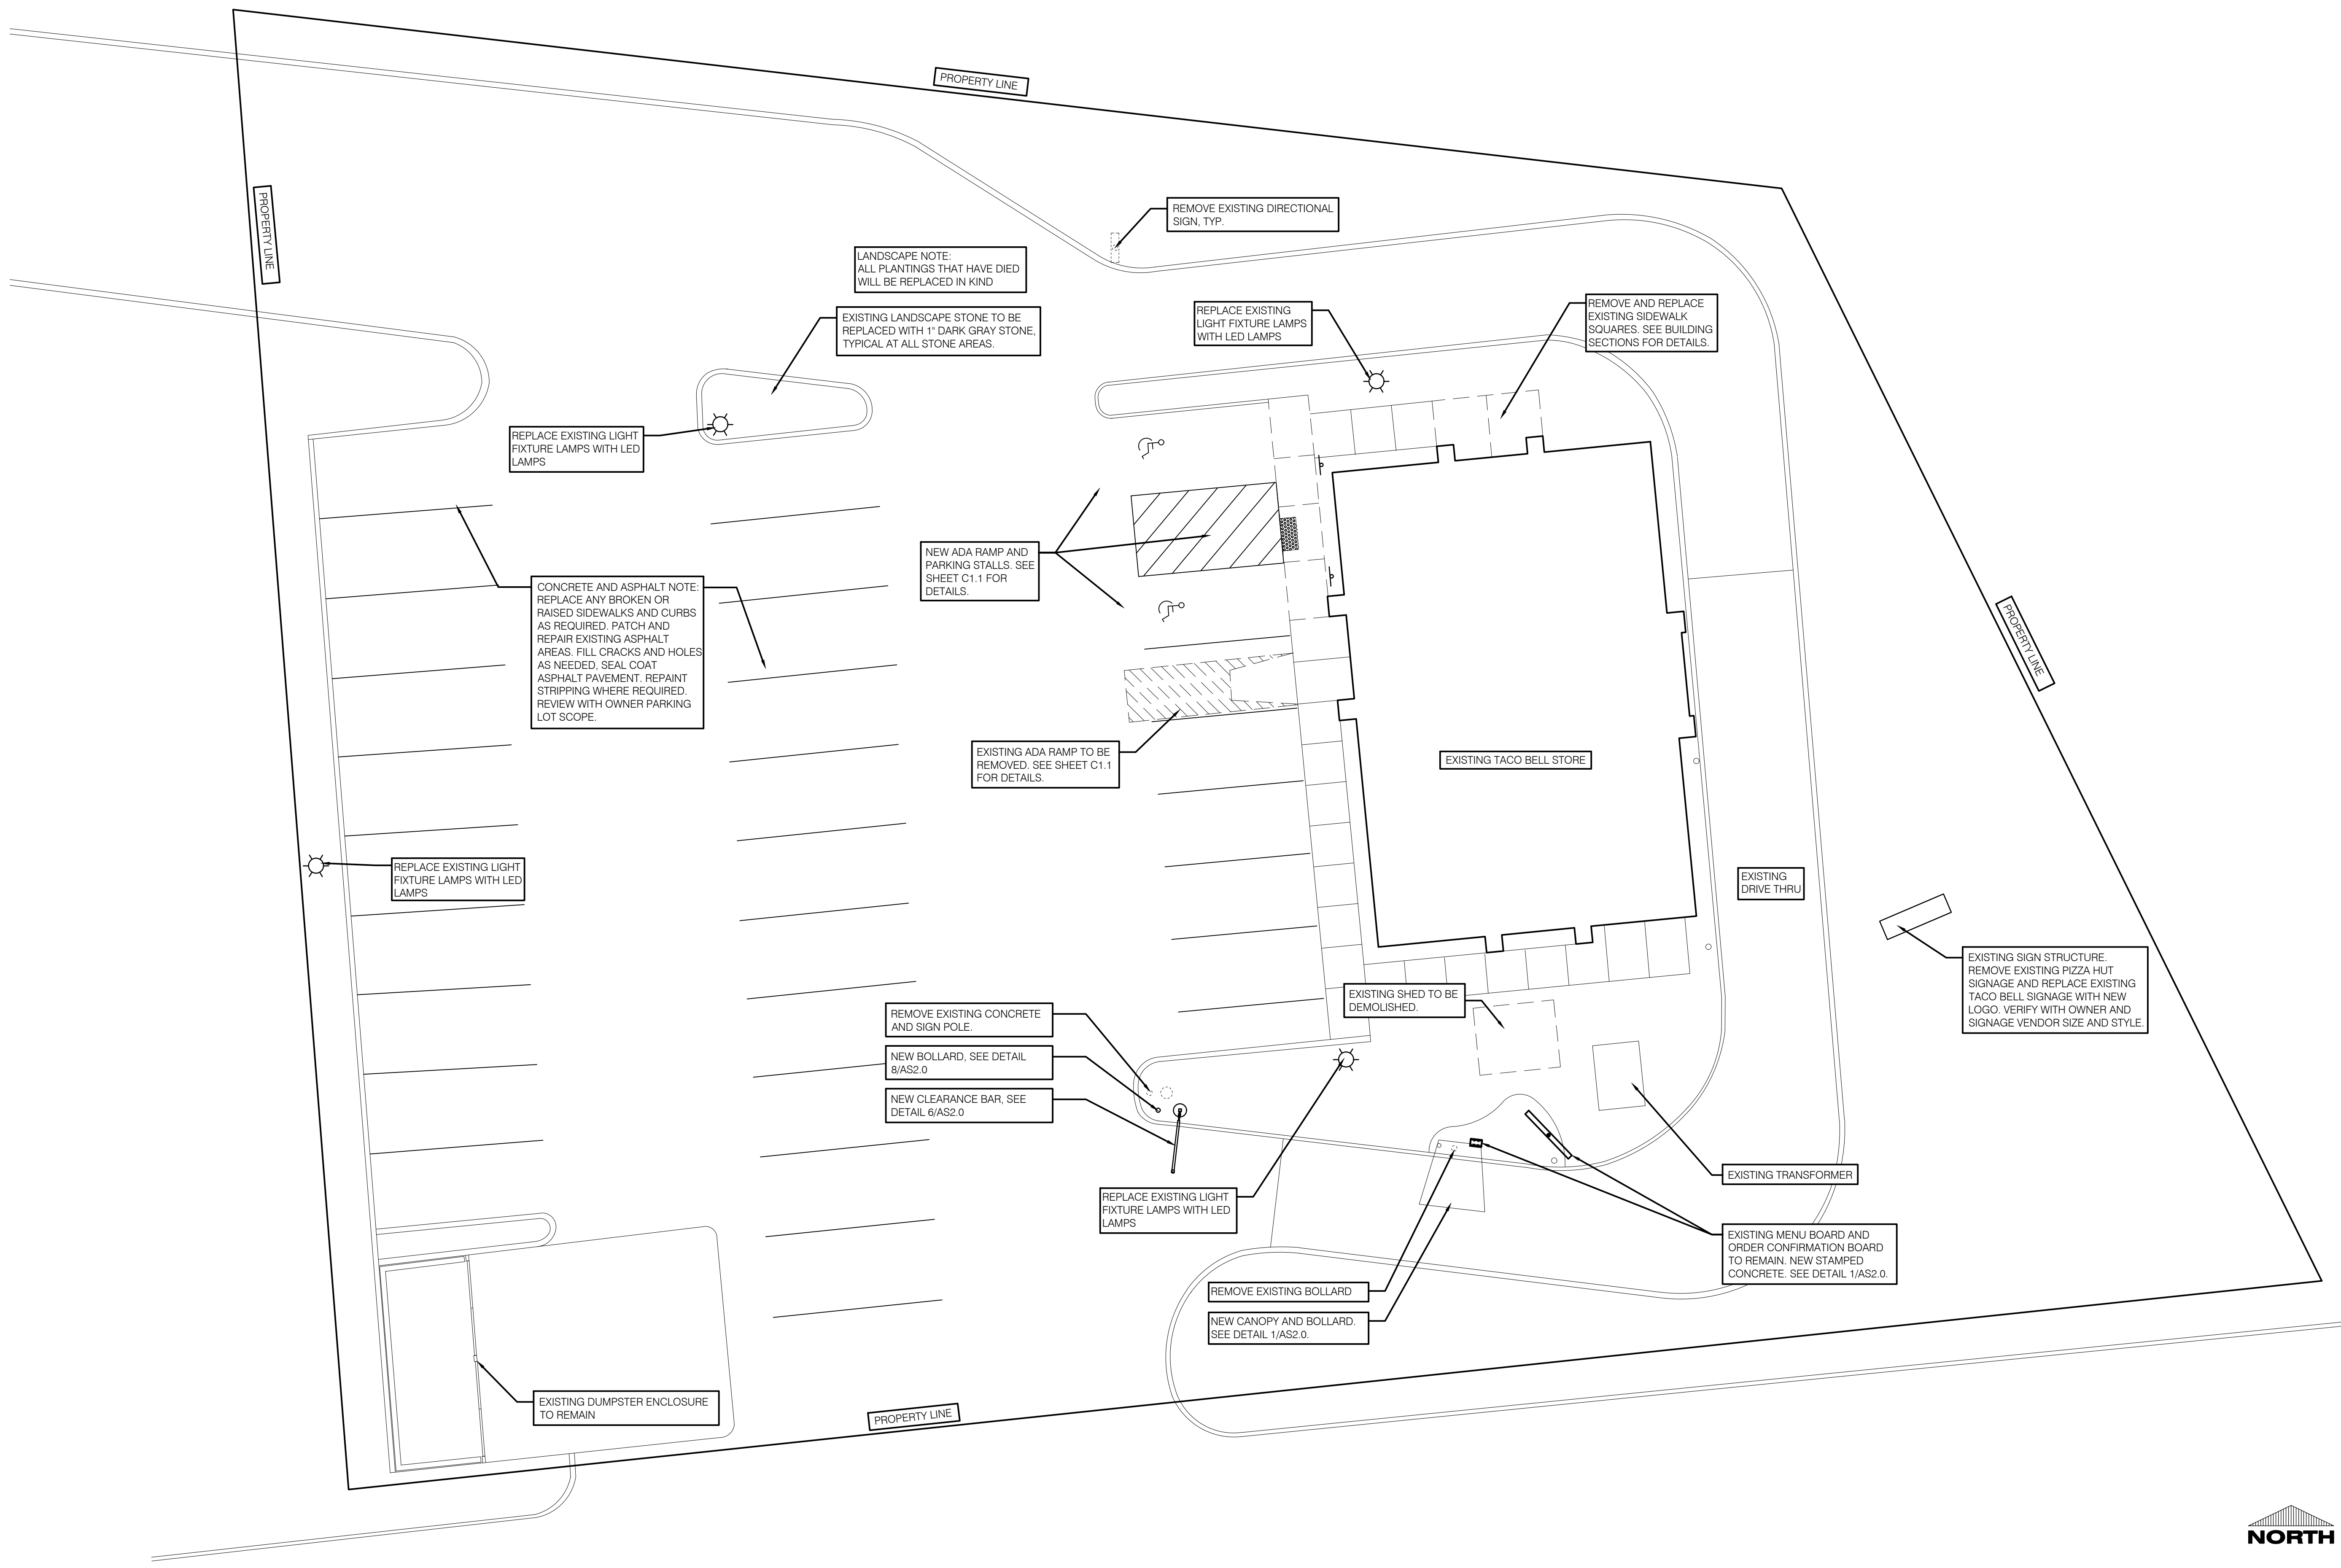 PROPERTY LINE
PROPERTY LINE
REMOVE EXISTING DIRECTIONAL
SIGN, TYP.
LANDSCAPE NOTE:
ALL PLANTINGS THAT HAVE DIED
WILL BE REPLACED IN KIND
EXISTING LANDSCAPE STONE TO BE
REPLACED WITH 1" DARK GRAY STONE,
TYPICAL AT ALL STONE AREAS.
REPLACE EXISTING
LIGHT FIXTURE LAMPS
WITH LED LAMPS
REMOVE AND REPLACE
EXISTING SIDEWALK
SQUARES. SEE BUILDING
SECTIONS FOR DETAILS.
REPLACE EXISTING LIGHT
FIXTURE LAMPS WITH LED
LAMPS
NEW ADA RAMP AND
PARKING STALLS. SEE
SHEET C1.1 FOR
DETAILS.
CONCRETE AND ASPHALT NOTE:
REPLACE ANY BROKEN OR
RAISED SIDEWALKS AND CURBS
AS REQUIRED. PATCH AND
REPAIR EXISTING ASPHALT
AREAS. FILL CRACKS AND HOLES
AS NEEDED, SEAL COAT
ASPHALT PAVEMENT. REPAINT
STRIPPING WHERE REQUIRED.
REVIEW WITH OWNER PARKING
LOT SCOPE.
PROPERTY LINE
EXISTING ADA RAMP TO BE
REMOVED. SEE SHEET C1.1
FOR DETAILS.
EXISTING TACO BELL STORE
REPLACE EXISTING LIGHT
FIXTURE LAMPS WITH LED
LAMPS
EXISTING
DRIVE THRU
EXISTING SIGN STRUCTURE.
REMOVE EXISTING PIZZA HUT
SIGNAGE AND REPLACE EXISTING
TACO BELL SIGNAGE WITH NEW
LOGO. VERIFY WITH OWNER AND
SIGNAGE VENDOR SIZE AND STYLE.
EXISTING SHED TO BE
DEMOLISHED.
REMOVE EXISTING CONCRETE
AND SIGN POLE.
NEW BOLLARD, SEE DETAIL
8/AS2.0
NEW CLEARANCE BAR, SEE
DETAIL 6/AS2.0
REPLACE EXISTING LIGHT
FIXTURE LAMPS WITH LED
LAMPS
EXISTING TRANSFORMER
EXISTING MENU BOARD AND
ORDER CONFIRMATION BOARD
TO REMAIN. NEW STAMPED
CONCRETE. SEE DETAIL 1/AS2.0.
REMOVE EXISTING BOLLARD
NEW CANOPY AND BOLLARD.
SEE DETAIL 1/AS2.0.
EXISTING DUMPSTER ENCLOSURE
TO REMAIN
PROPERTY LINE
NORTH